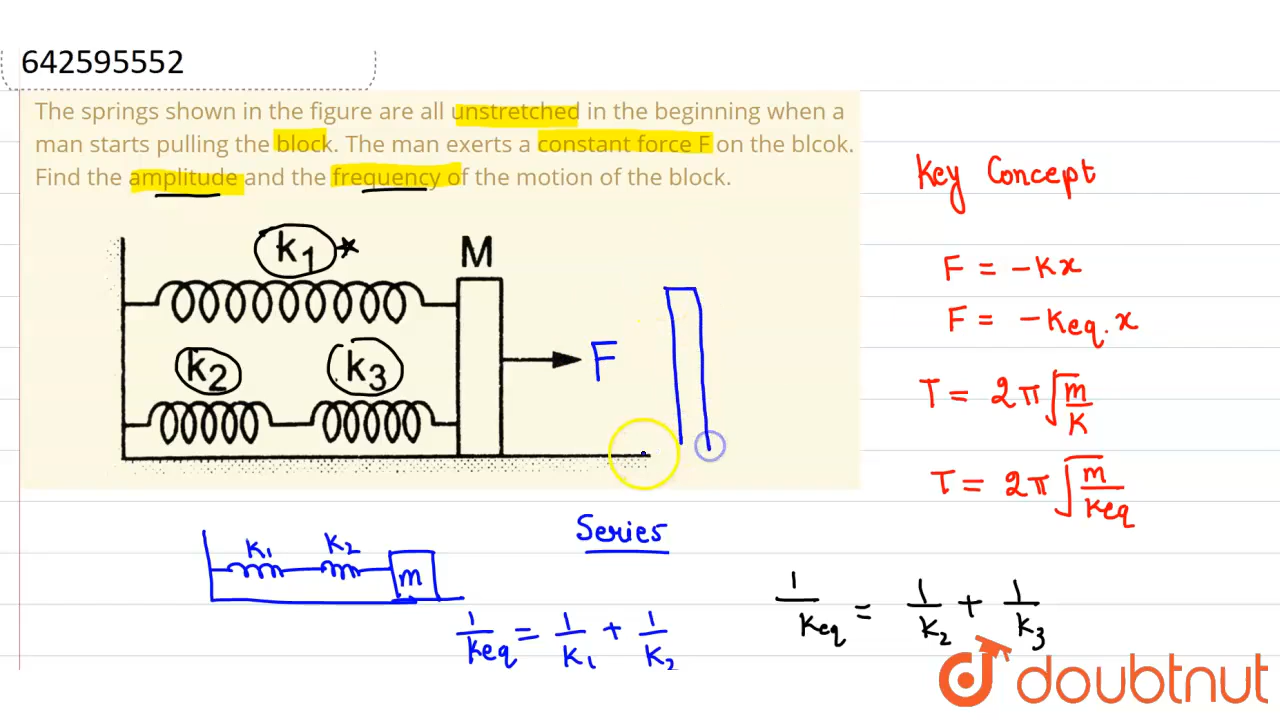 642595552
The springs shown in the figure are all unstretched in the beginning when a
man starts pulling the block. The man exerts a constant force F on the blcok.
Find the amplitude and the frequency of the motion of the block.
k1 *
M
k2
k3
F
Key Concept
F = -Kx
F = -Keq. x
T = 2π√m/K
T = 2π√m/Keq
Series
K1
K2
m
1/Keq = 1/K1 + 1/K2
1/Keq = 1/K2 + 1/K3
doubtnut